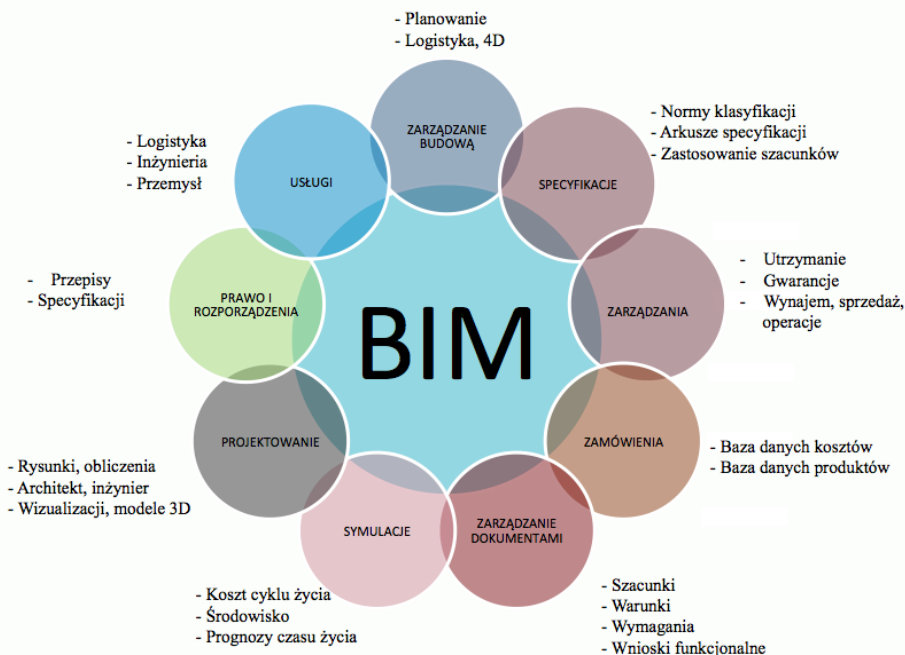 - Planowanie
- Logistyka, 4D
ZARZĄDZANIE
BUDOWĄ
- Normy klasyfikacji
- Arkusze specyfikacji
- Zastosowanie szacunków
SPECYFIKACJE
- Utrzymanie
- Gwarancje
- Wynajem, sprzedaż,
operacje
ZARZĄDZANIA
ZAMÓWIENIA
- Baza danych kosztów
- Baza danych produktów
ZARZĄDZANIE
DOKUMENTAMI
- Szacunki
- Warunki
- Wymagania
- Wnioski funkcjonalne
SYMULACJE
- Koszt cyklu życia
- Środowisko
- Prognozy czasu życia
PROJEKTOWANIE
- Rysunki, obliczenia
- Architekt, inżynier
- Wizualizacji, modele 3D
PRAWO I
ROZPORZĄDZENIA
- Przepisy
- Specyfikacji
USŁUGI
- Logistyka
- Inżynieria
- Przemysł
BIM